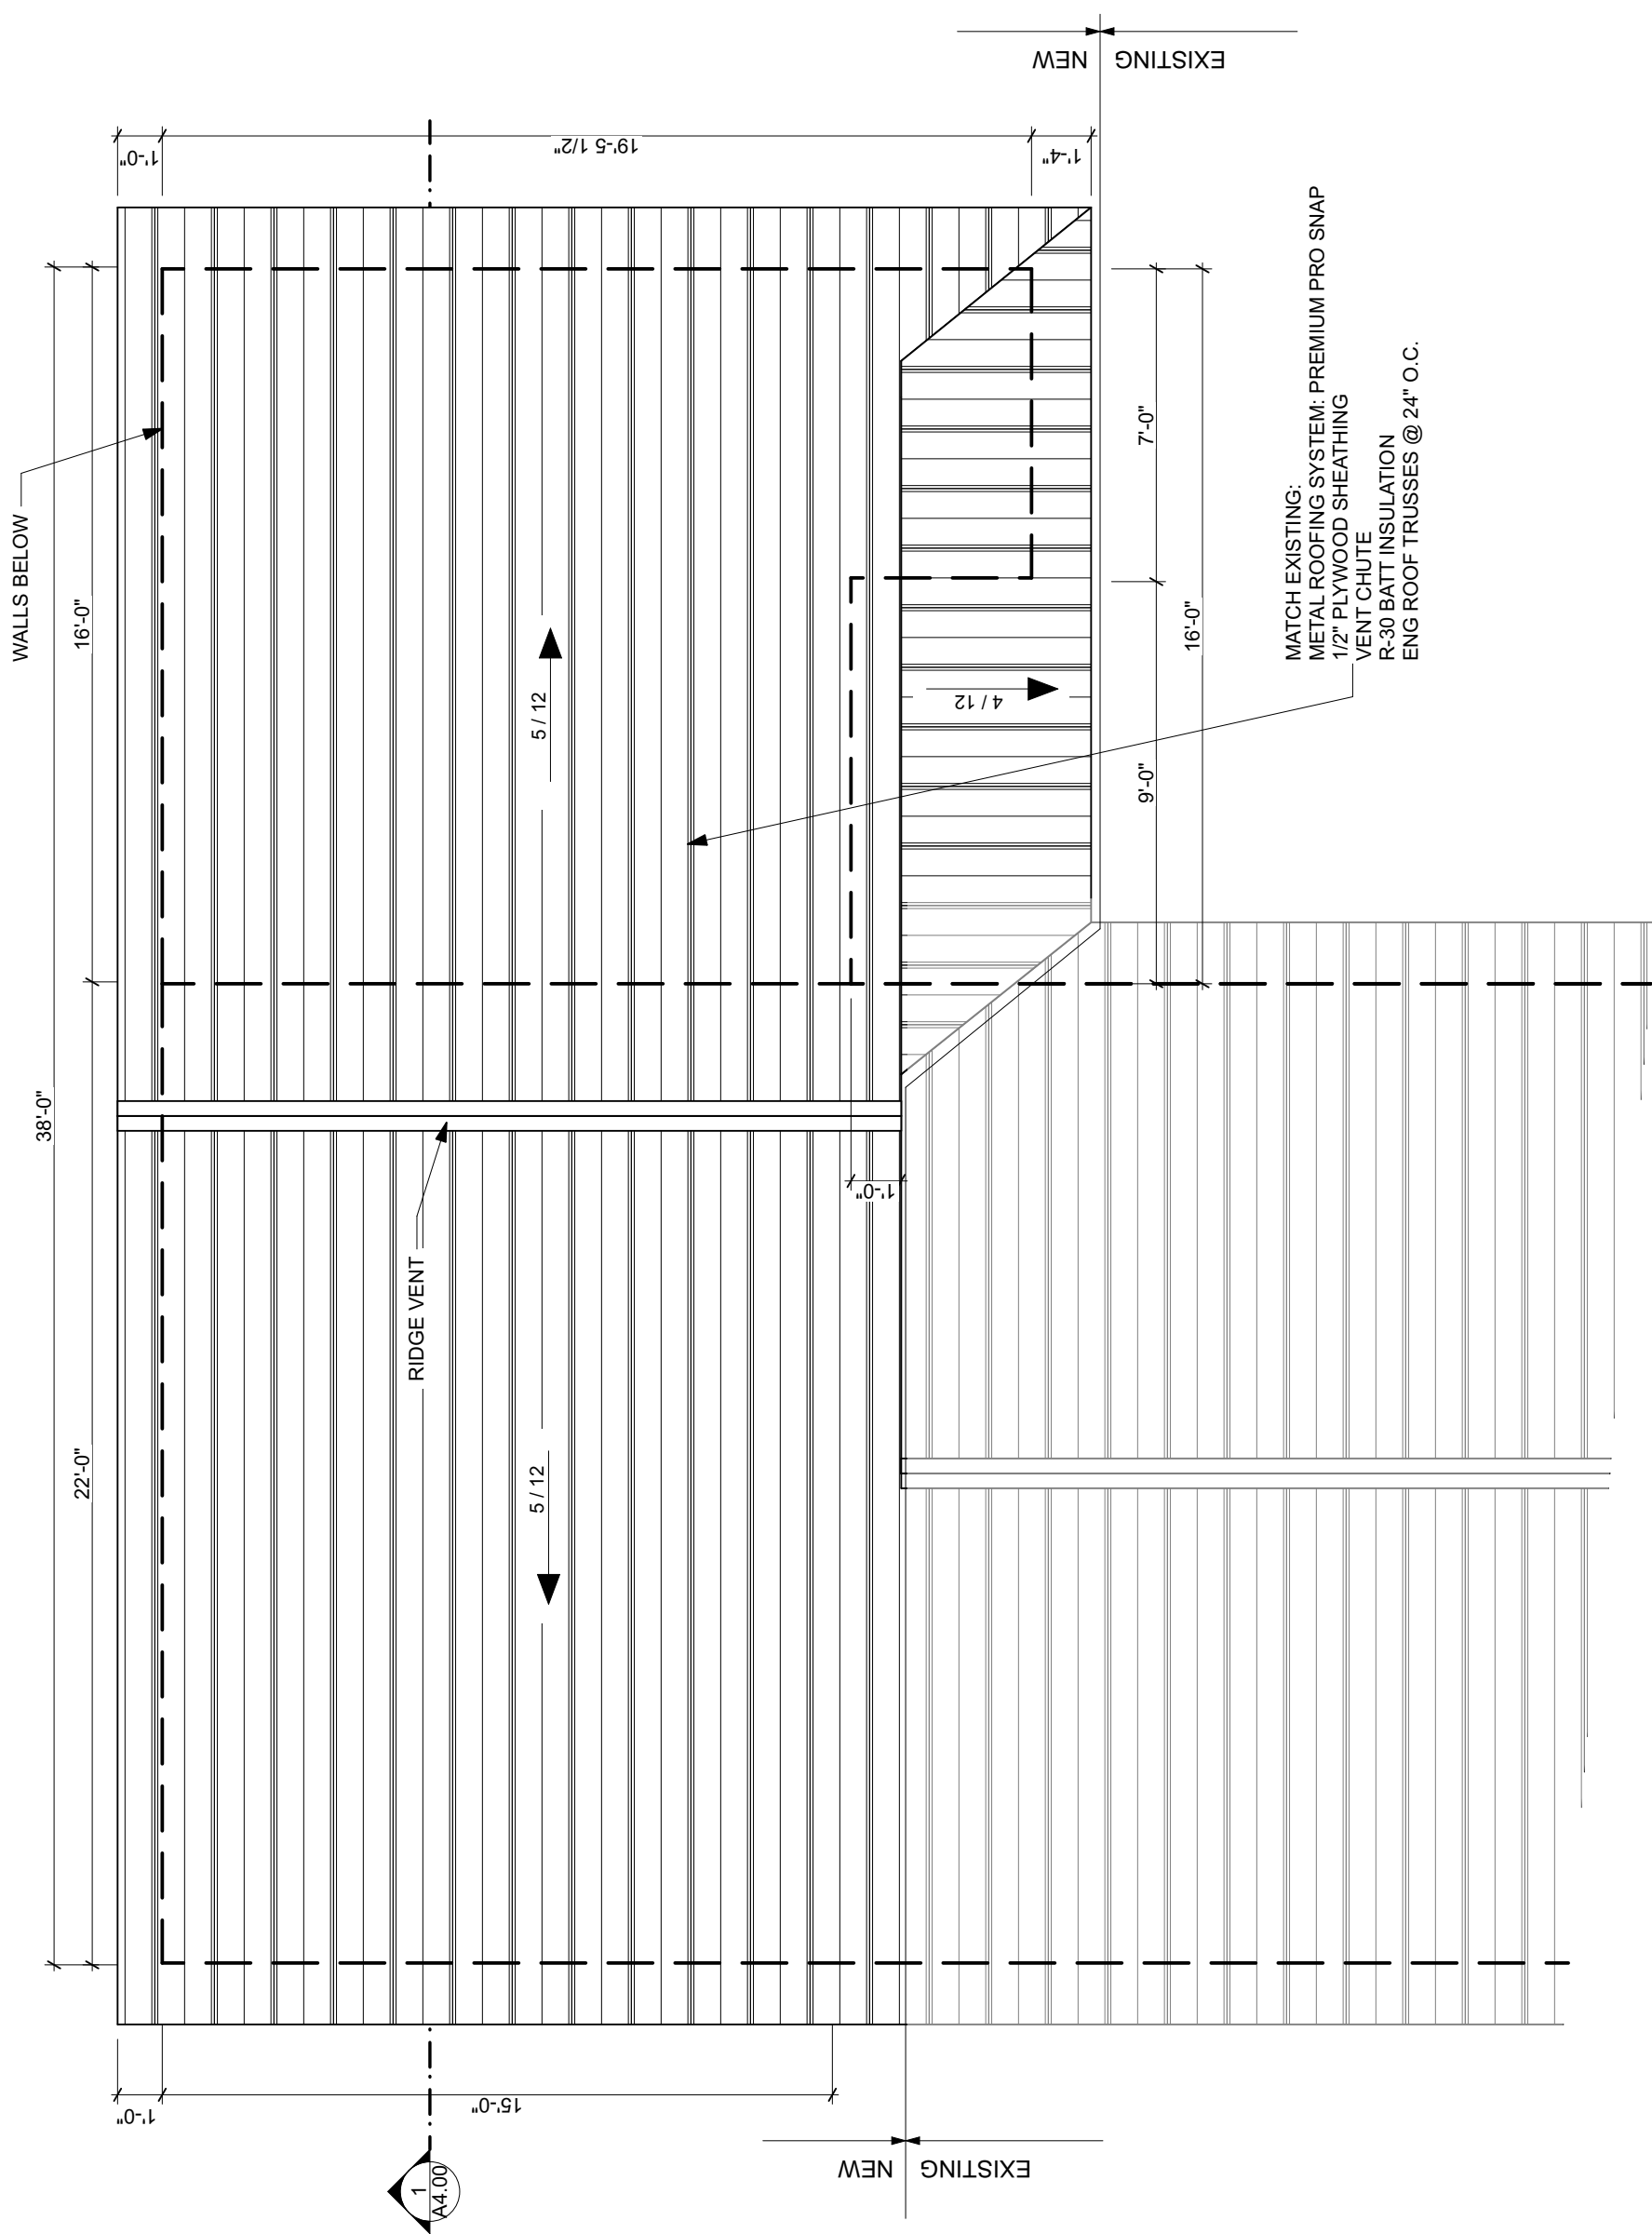 WALLS BELOW
38'-0"
22'-0"
16'-0"
1'-0"
15'-0"
1'-0"
19'-5 1/2"
1'-4"
5 / 12
5 / 12
4 / 12
RIDGE VENT
1'-0"
9'-0"
7'-0"
16'-0"
1
A4.00
NEW
EXISTING
NEW
EXISTING
MATCH EXISTING:
METAL ROOFING SYSTEM: PREMIUM PRO SNAP
1/2" PLYWOOD SHEATHING
VENT CHUTE
R-30 BATT INSULATION
ENG ROOF TRUSSES @ 24" O.C.